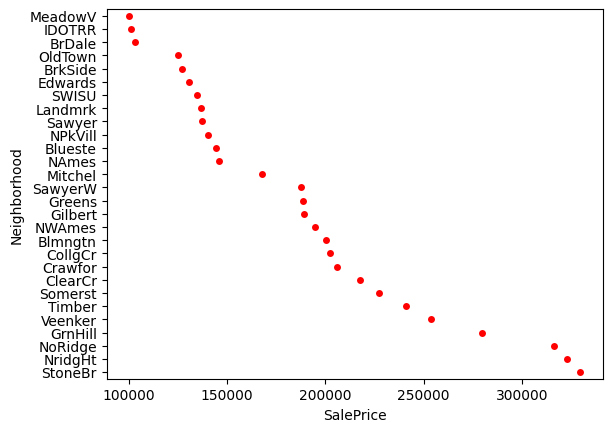 MeadowV
IDOTRR
BrDale
OldTown
BrkSide
Edwards
SWISU
Landmrk
Sawyer
NPkVill
Blueste
NAmes
Mitchel
SawyerW
Greens
Gilbert
NWAmes
Blmngtn
CollgCr
Crawfor
ClearCr
Somerst
Timber
Veenker
GrnHill
NoRidge
NridgHt
StoneBr
Neighborhood
100000 150000 200000 250000 300000
SalePrice